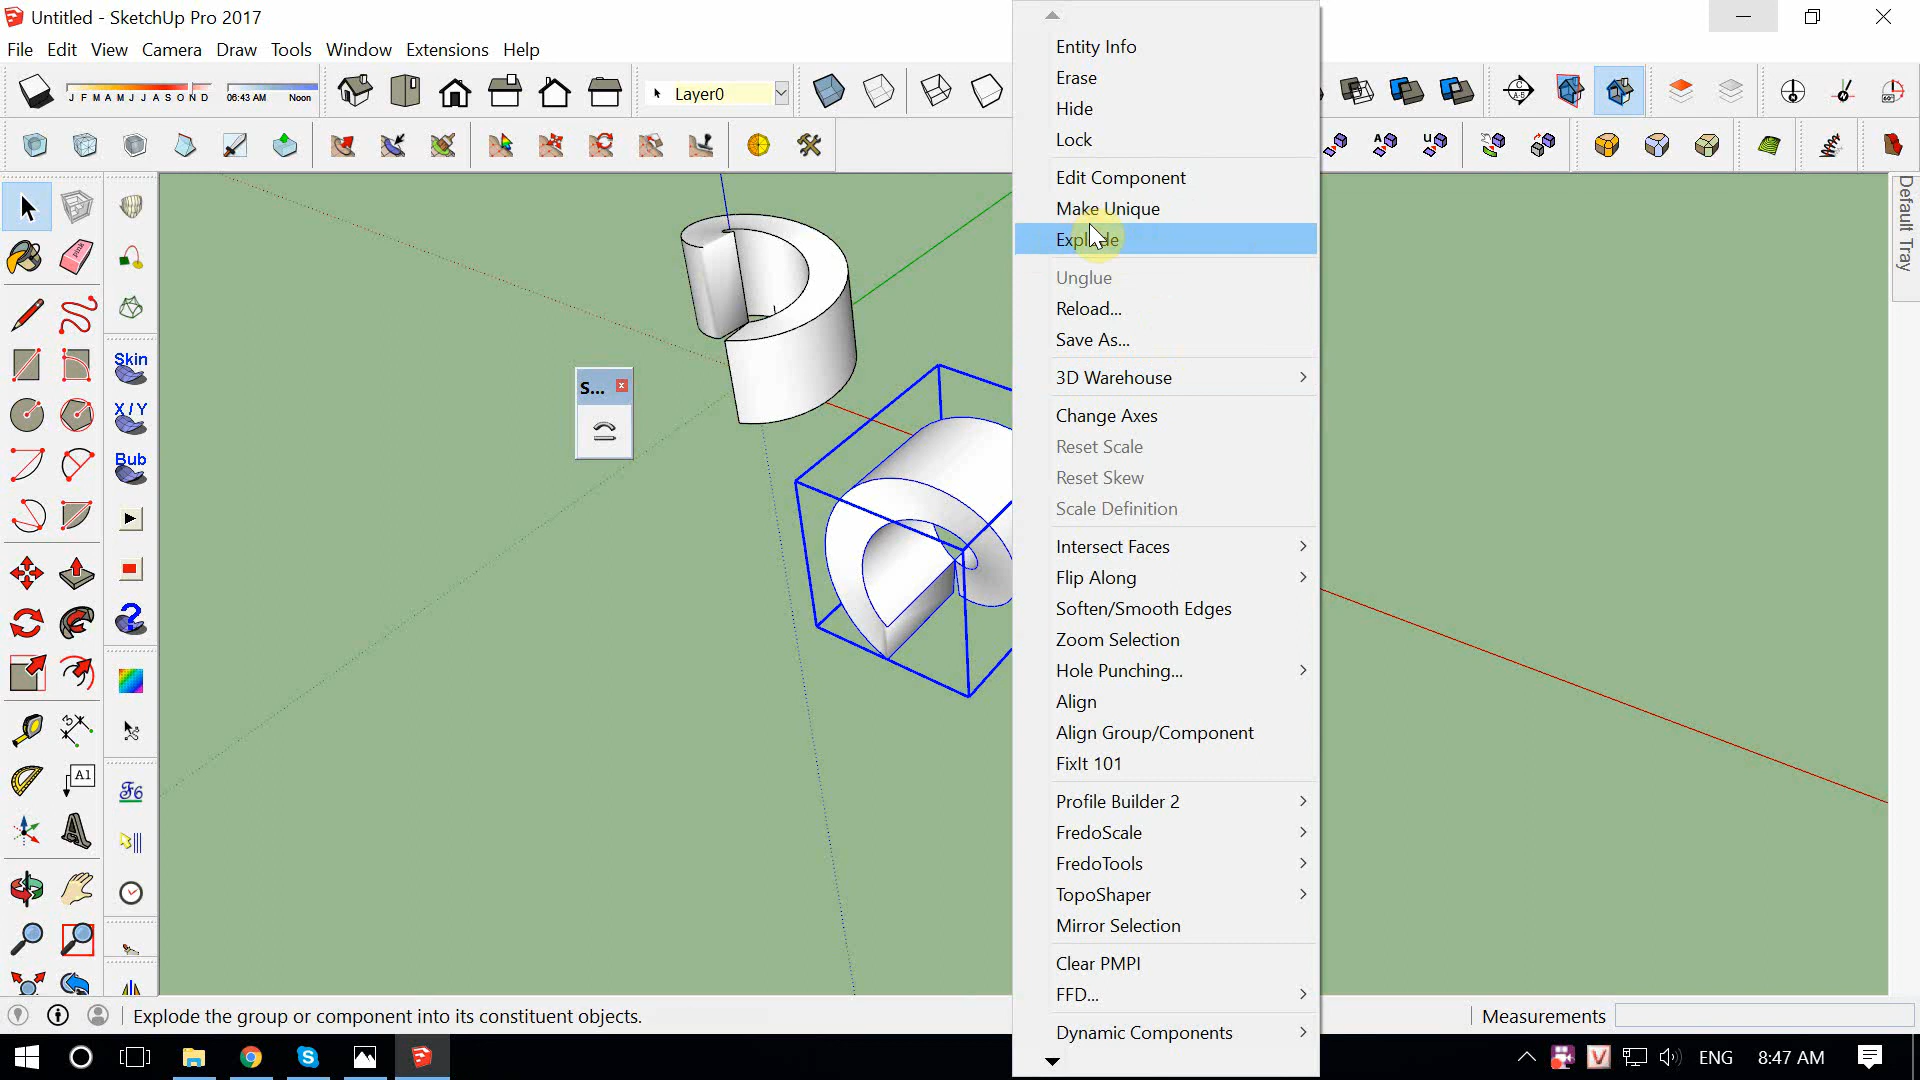 Untitled - SketchUp Pro 2017
File Edit View Camera Draw Tools Window Extensions Help
J F M A M J J A S O N D
06:43 AM Noon
Layer0
Default Tray
Skin
X/Y
Bub
S...
Entity Info
Erase
Hide
Lock
Edit Component
Make Unique
Explode
Unglue
Reload...
Save As...
3D Warehouse
Change Axes
Reset Scale
Reset Skew
Scale Definition
Intersect Faces
Flip Along
Soften/Smooth Edges
Zoom Selection
Hole Punching...
Align
Align Group/Component
FixIt 101
Profile Builder 2
FredoScale
FredoTools
TopoShaper
Mirror Selection
Clear PMPI
FFD...
Dynamic Components
Explode the group or component into its constituent objects.
Measurements
ENG 8:47 AM